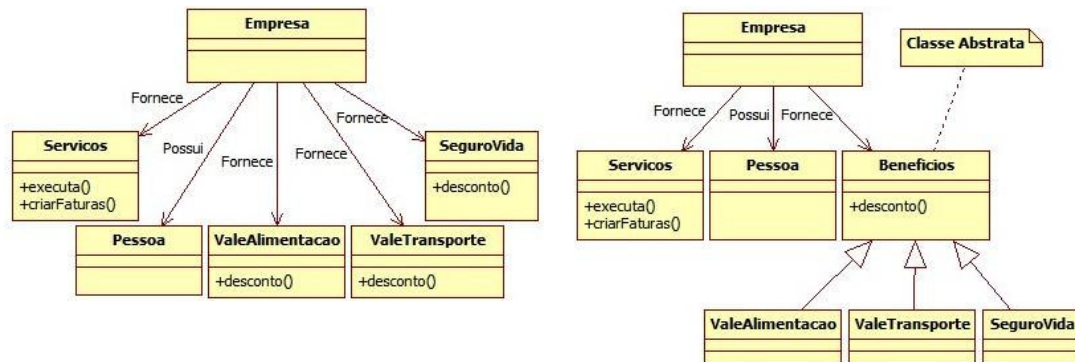 Empresa
Fornece
Possui
Fornece
Fornece
Fornece
Servicos
+executa()
+criarFaturas()
SeguroVida
+desconto()
Pessoa
ValeAlimentacao
+desconto()
ValeTransporte
+desconto()
Empresa
Classe Abstrata
Fornece
Possui
Fornece
Servicos
+executa()
+criarFaturas()
Pessoa
Beneficios
+desconto()
ValeAlimentacao
ValeTransporte
SeguroVida